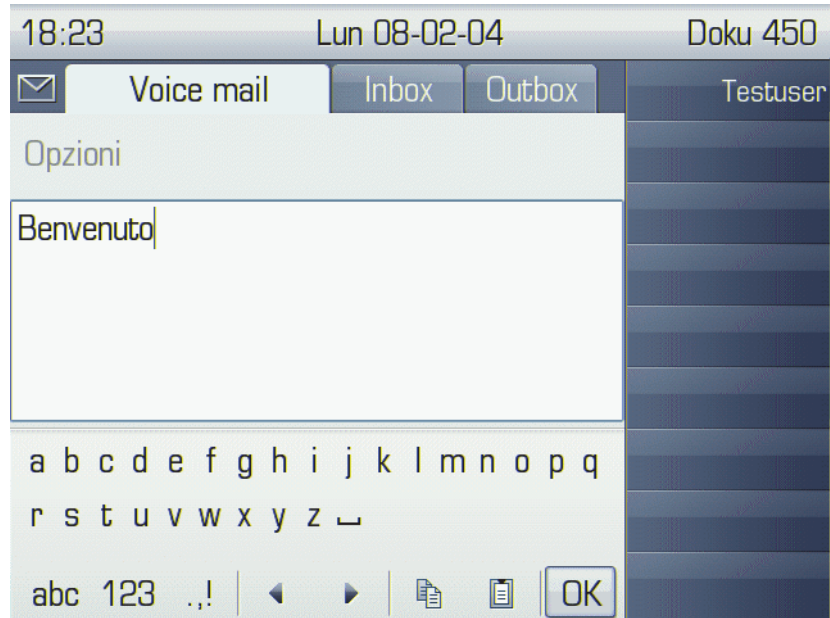 18:23 Lun 08-02-04 Doku 450
Voice mail Inbox Outbox Testuser
Opzioni
Benvenuto
a b c d e f g h i j k l m n o p q
r s t u v w x y z ⌴
abc 123 .,! OK